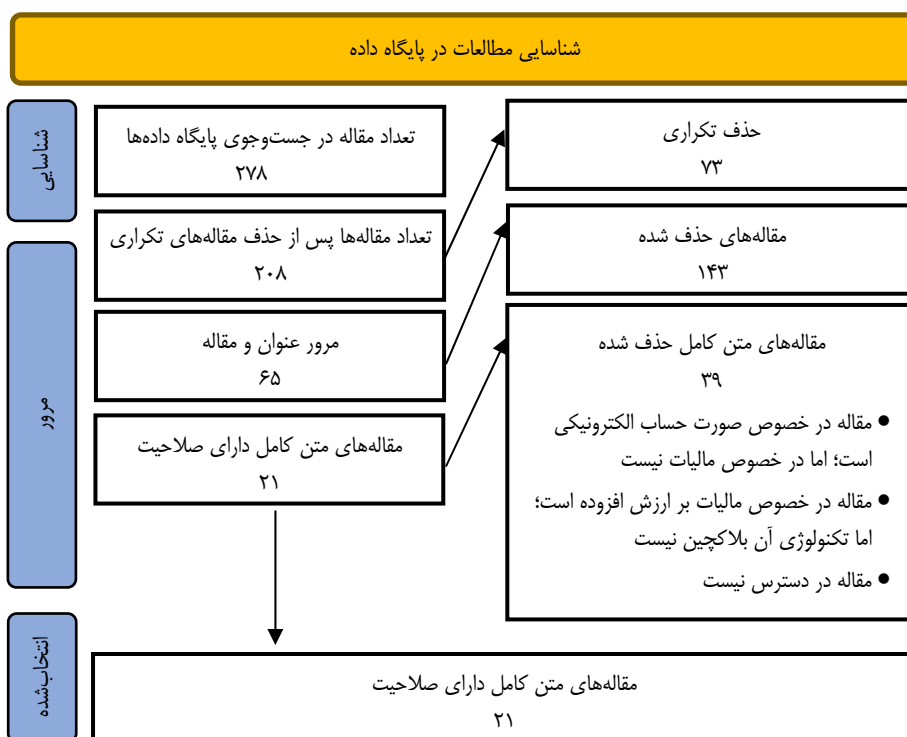 شناسایی مطالعات در پایگاه داده
شناسایی
تعداد مقاله در جست‌وجوی پایگاه داده‌ها
۲۷۸
حذف تکراری
۷۳
مرور
تعداد مقاله‌ها پس از حذف مقاله‌های تکراری
۲۰۸
مقاله‌های حذف شده
۱۴۳
مرور عنوان و مقاله
۶۵
مقاله‌های متن کامل حذف شده
۳۹
● مقاله در خصوص صورت حساب الکترونیکی
است؛ اما در خصوص مالیات نیست
● مقاله در خصوص مالیات بر ارزش افزوده است؛
اما تکنولوژی آن بلاکچین نیست
● مقاله در دسترس نیست
مقاله‌های متن کامل دارای صلاحیت
۲۱
انتخاب‌شده
مقاله‌های متن کامل دارای صلاحیت
۲۱